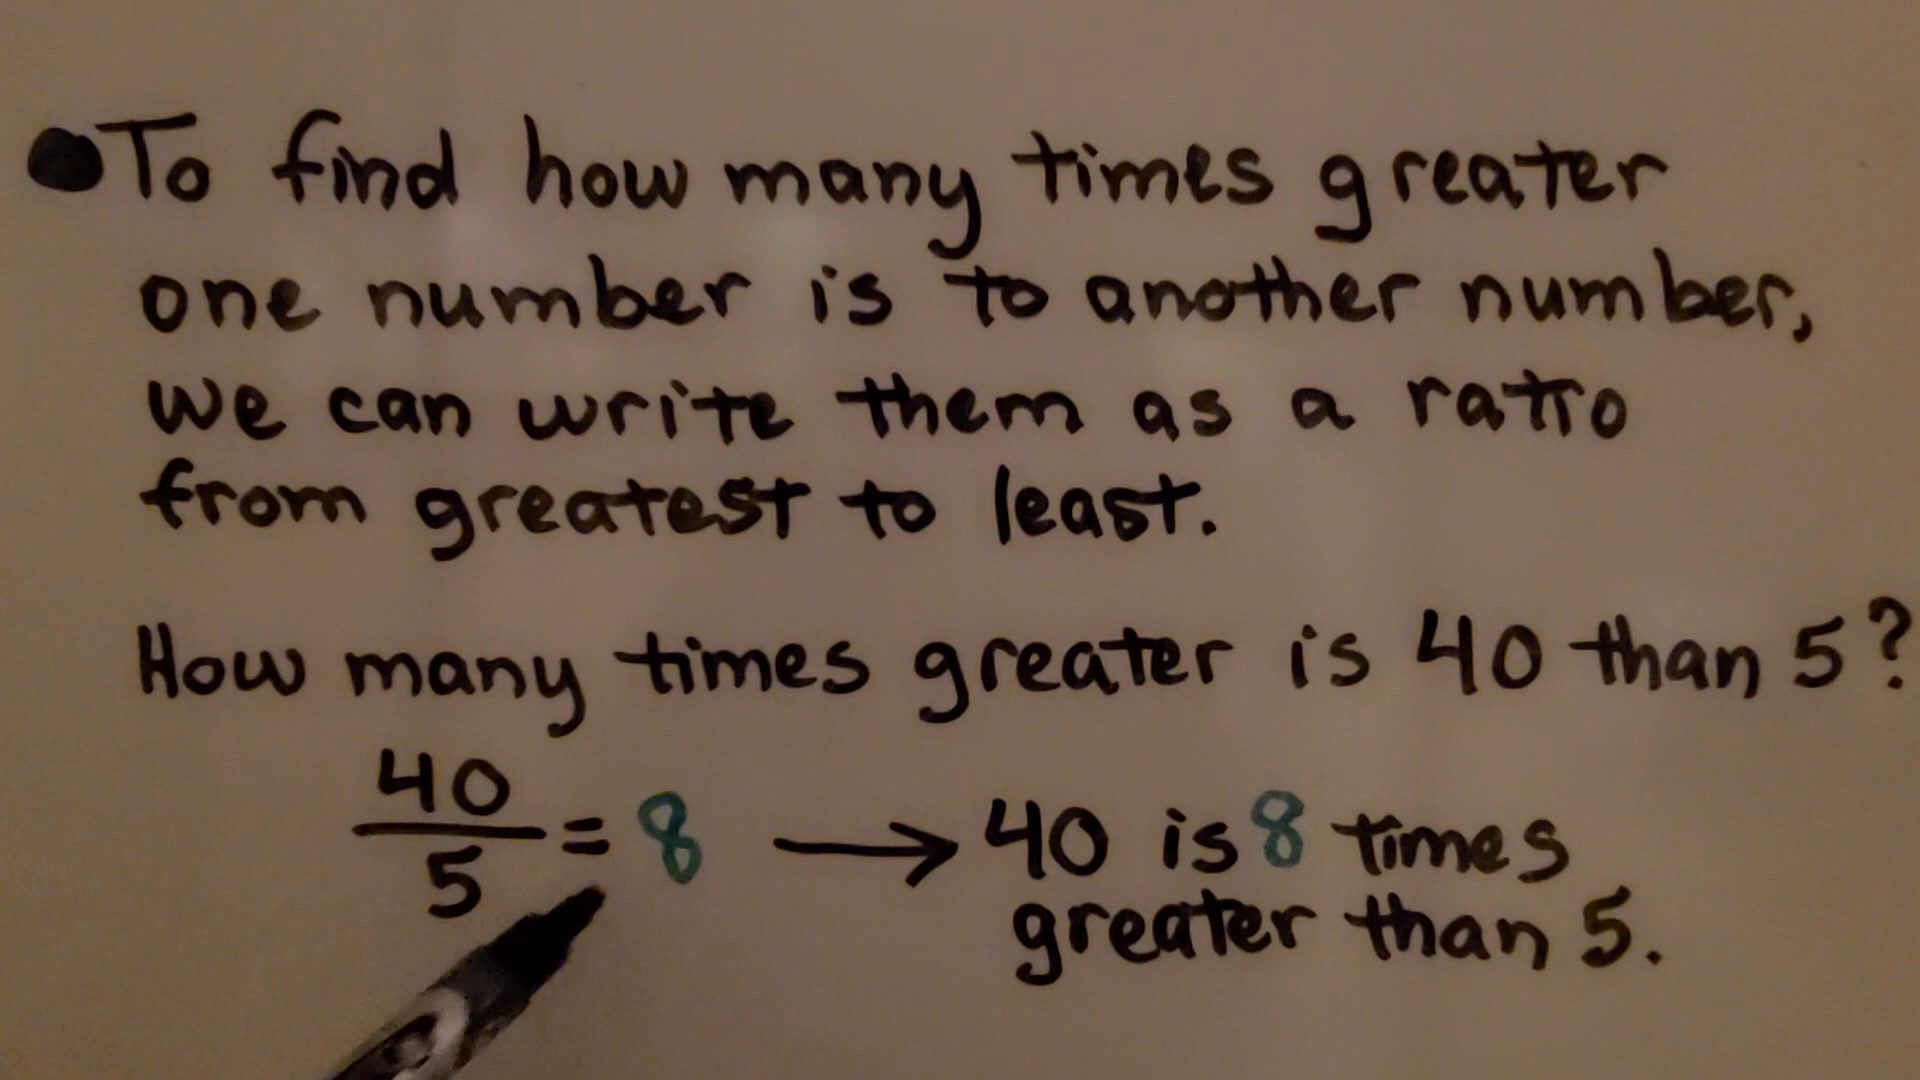 ●To find how many times greater
one number is to another number,
we can write them as a ratio
from greatest to least.
How many times greater is 40 than 5?
40/5 = 8 → 40 is 8 times
greater than 5.